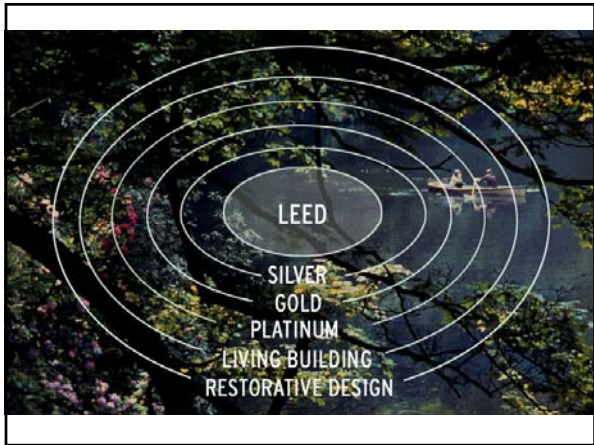 LEED
SILVER
GOLD
PLATINUM
LIVING BUILDING
RESTORATIVE DESIGN